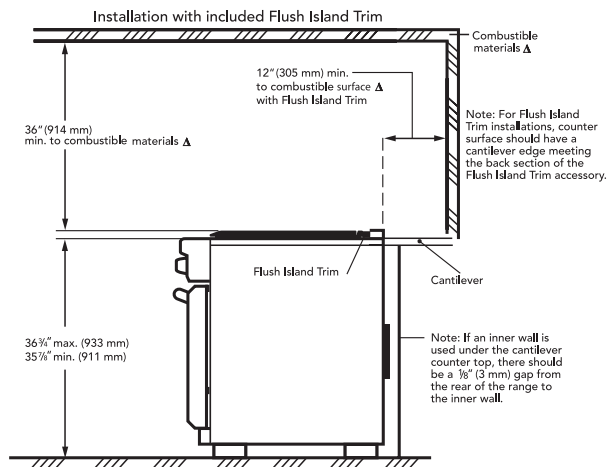 Installation with included Flush Island Trim
Combustible
materials Δ
12" (305 mm) min.
to combustible surface Δ
with Flush Island Trim
Note: For Flush Island
Trim installations, counter
surface should have a
cantilever edge meeting
the back section of the
Flush Island Trim accessory.
36" (914 mm)
min. to combustible materials Δ
Flush Island Trim
Cantilever
36¾" max. (933 mm)
35⅞" min. (911 mm)
Note: If an inner wall is
used under the cantilever
counter top, there should
be a ⅛" (3 mm) gap from
the rear of the range to
the inner wall.